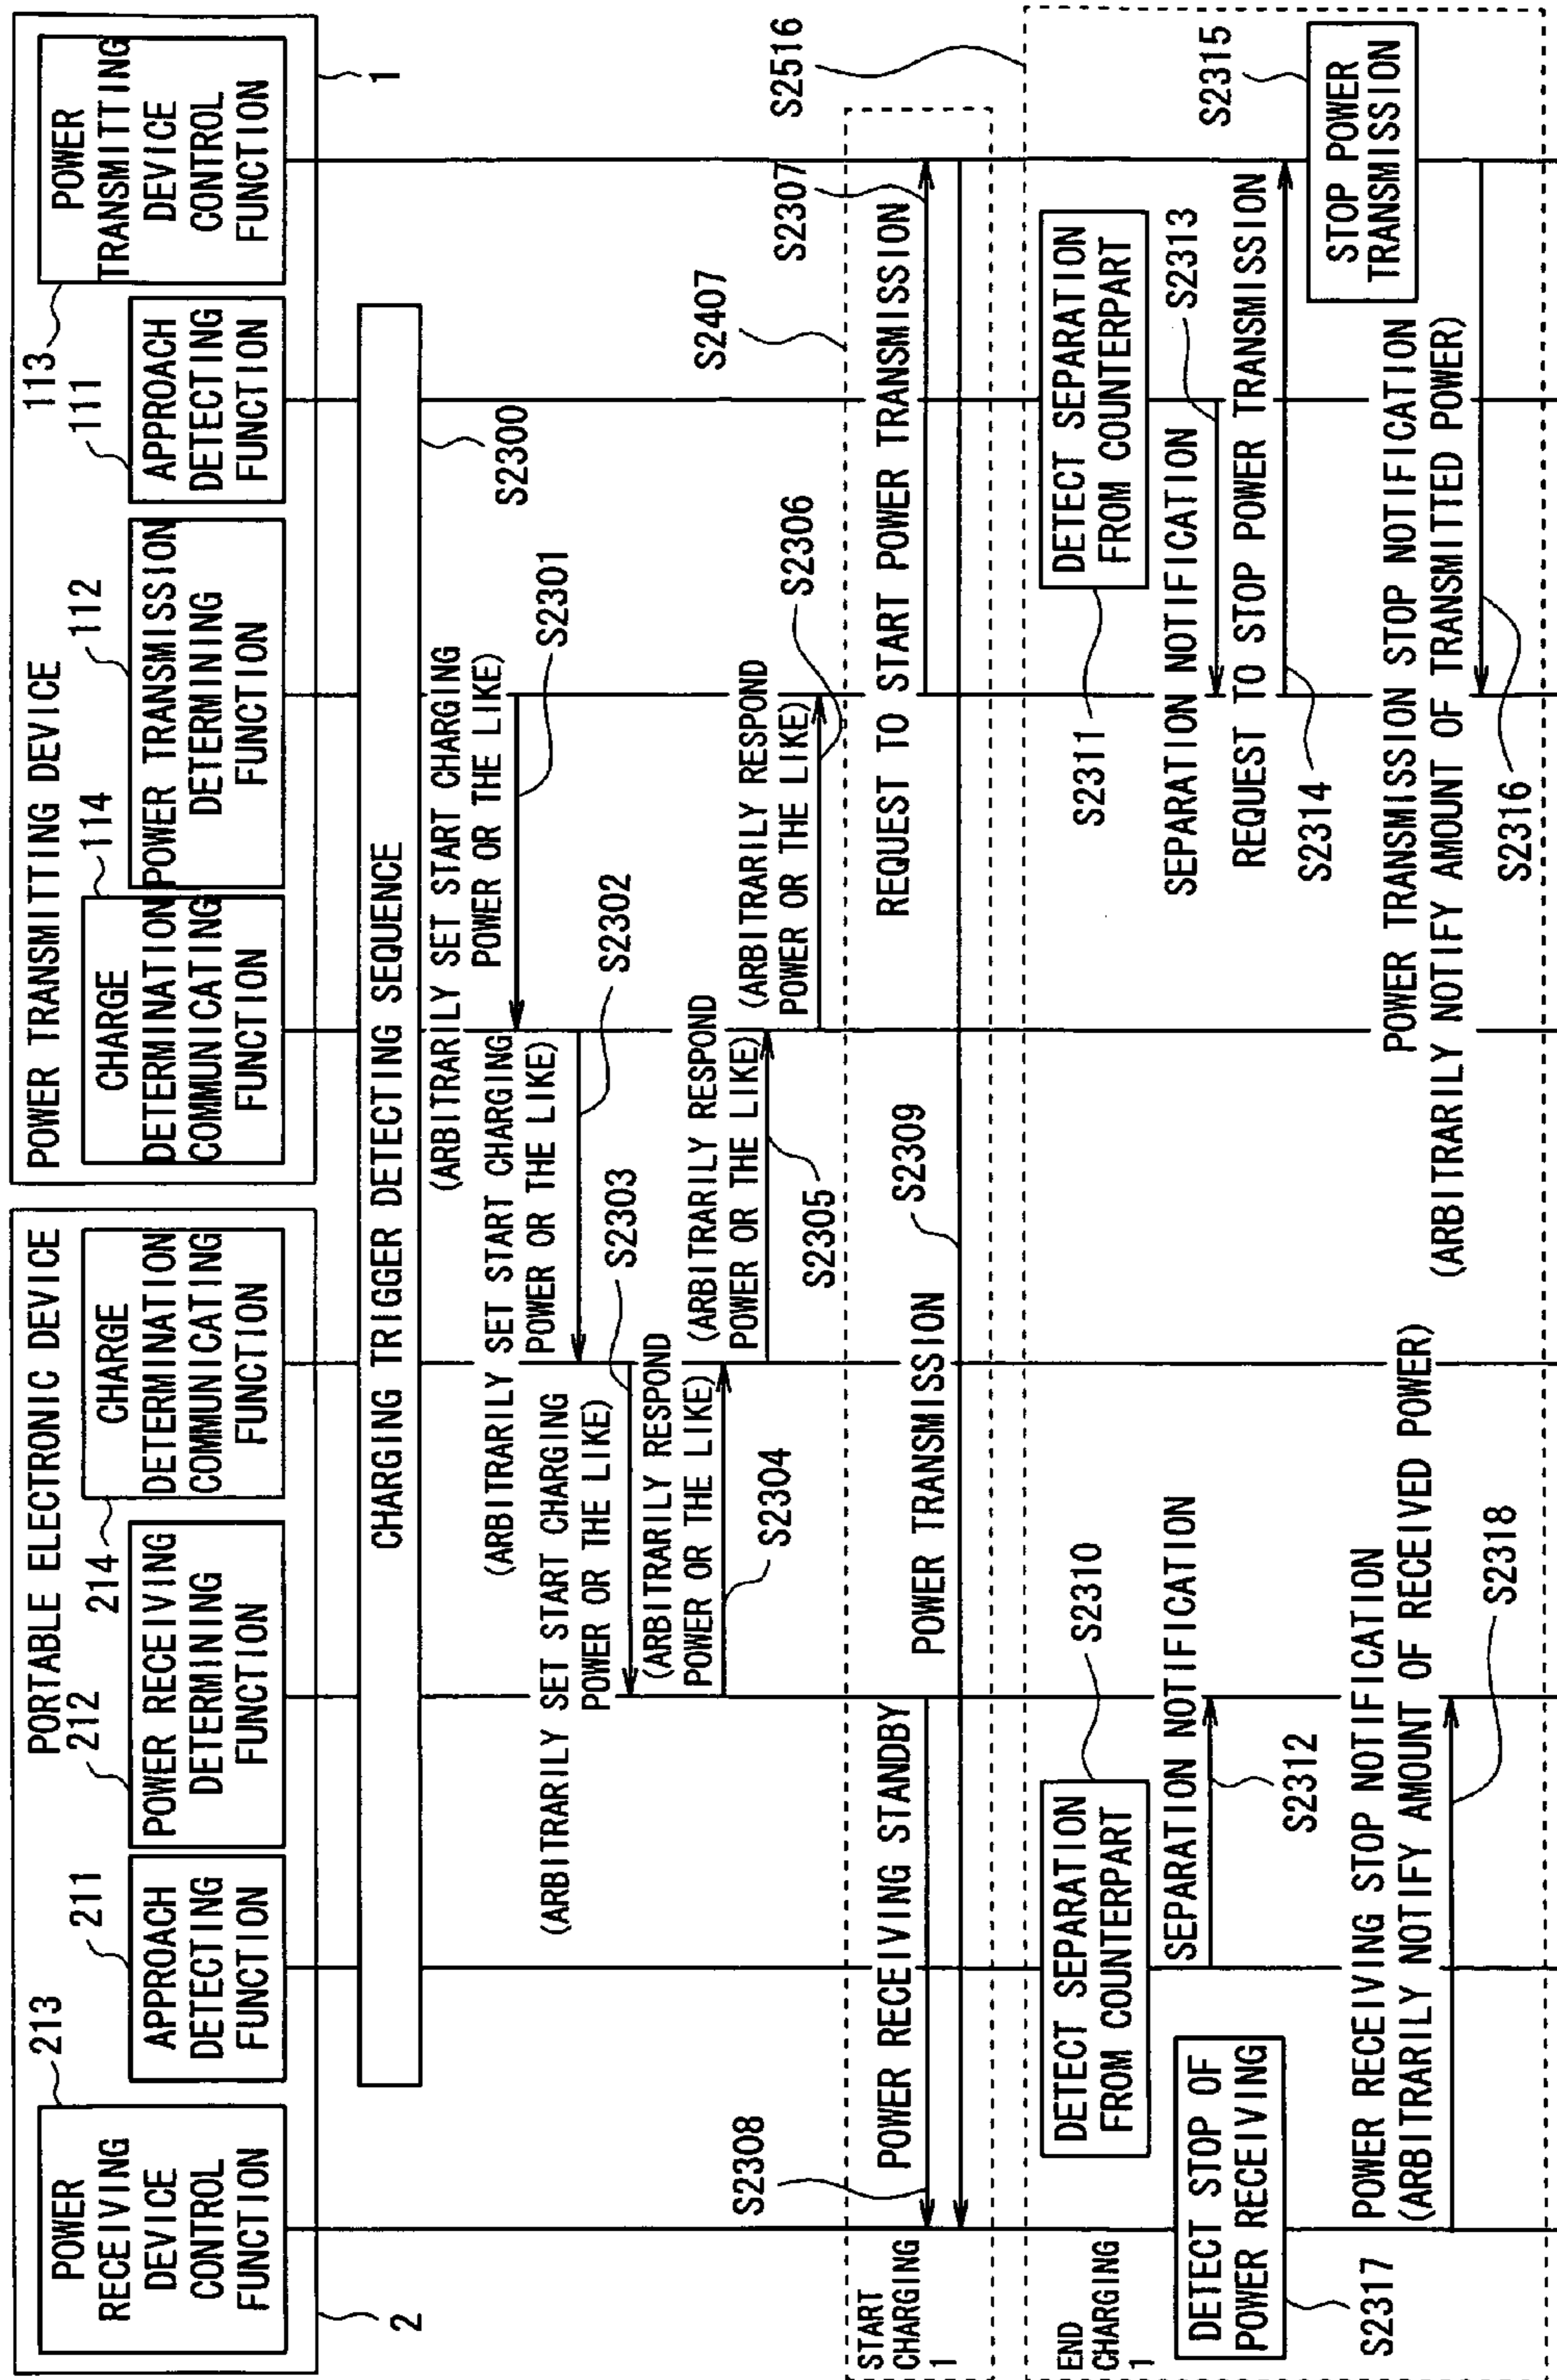 PORTABLE ELECTRONIC DEVICE
POWER TRANSMITTING DEVICE
213
POWER
RECEIVING
DEVICE
CONTROL
FUNCTION
211
APPROACH
DETECTING
FUNCTION
212
POWER RECEIVING
DETERMINING
FUNCTION
214
CHARGE
DETERMINATION
COMMUNICATING
FUNCTION
114
CHARGE
DETERMINATION
COMMUNICATING
FUNCTION
112
POWER TRANSMISSION
DETERMINING
FUNCTION
111
APPROACH
DETECTING
FUNCTION
113
POWER
TRANSMITTING
DEVICE
CONTROL
FUNCTION
2
1
CHARGING TRIGGER DETECTING SEQUENCE
S2300
(ARBITRARILY SET START CHARGING
POWER OR THE LIKE)
S2301
(ARBITRARILY SET START CHARGING
POWER OR THE LIKE)
S2302
(ARBITRARILY SET START CHARGING
POWER OR THE LIKE)
S2303
(ARBITRARILY RESPOND
POWER OR THE LIKE)
S2304
(ARBITRARILY RESPOND
POWER OR THE LIKE)
S2305
(ARBITRARILY RESPOND
POWER OR THE LIKE)
S2306
START
CHARGING
1
S2407
S2308
POWER RECEIVING STANDBY
POWER TRANSMISSION
S2309
REQUEST TO START POWER TRANSMISSION
S2307
S2516
END
CHARGING
1
DETECT SEPARATION
FROM COUNTERPART
S2310
DETECT SEPARATION
FROM COUNTERPART
S2311
SEPARATION NOTIFICATION
S2312
SEPARATION NOTIFICATION
S2313
REQUEST TO STOP POWER TRANSMISSION
S2314
STOP POWER
TRANSMISSION
S2315
DETECT STOP OF
POWER RECEIVING
S2317
POWER RECEIVING STOP NOTIFICATION
(ARBITRARILY NOTIFY AMOUNT OF RECEIVED POWER)
S2318
POWER TRANSMISSION STOP NOTIFICATION
(ARBITRARILY NOTIFY AMOUNT OF TRANSMITTED POWER)
S2316